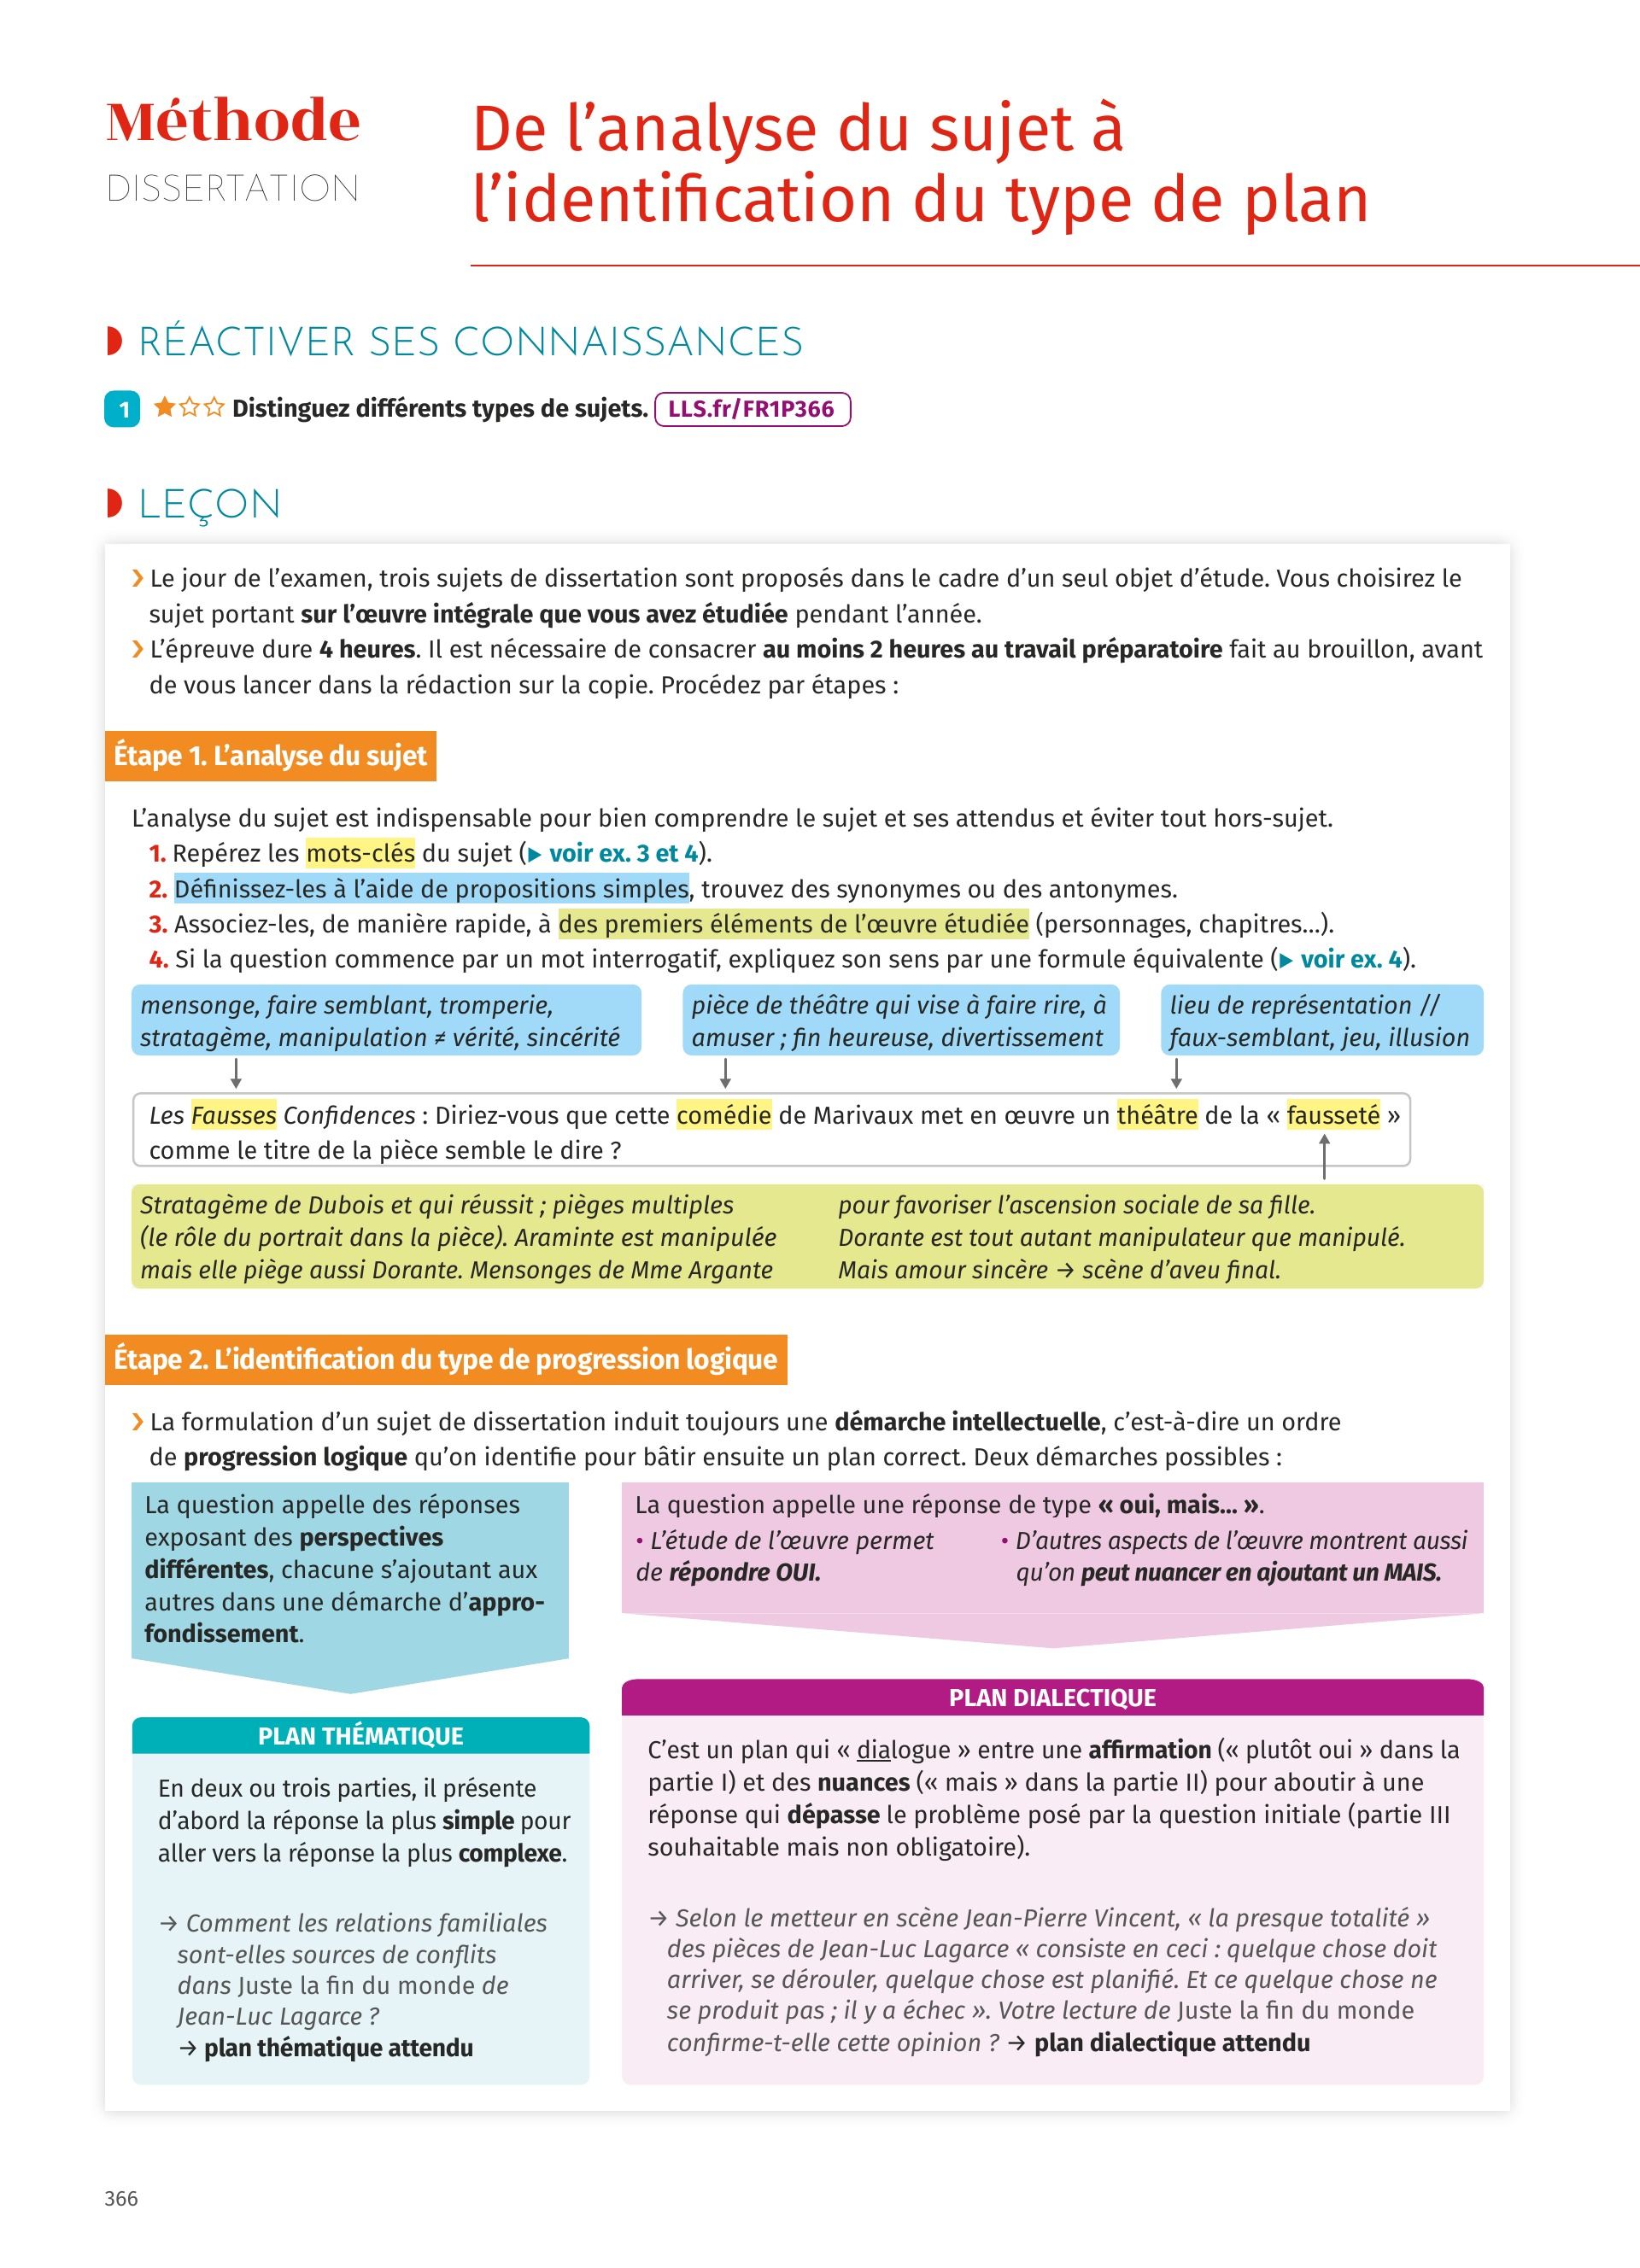 Méthode
DISSERTATION
De l’analyse du sujet à
l’identification du type de plan
RÉACTIVER SES CONNAISSANCES
1 Distinguez différents types de sujets. LLS.fr/FR1P366
LEÇON
› Le jour de l’examen, trois sujets de dissertation sont proposés dans le cadre d’un seul objet d’étude. Vous choisirez le
sujet portant sur l’œuvre intégrale que vous avez étudiée pendant l’année.
› L’épreuve dure 4 heures. Il est nécessaire de consacrer au moins 2 heures au travail préparatoire fait au brouillon, avant
de vous lancer dans la rédaction sur la copie. Procédez par étapes :
Étape 1. L’analyse du sujet
L’analyse du sujet est indispensable pour bien comprendre le sujet et ses attendus et éviter tout hors-sujet.
1. Repérez les mots-clés du sujet (▶ voir ex. 3 et 4).
2. Définissez-les à l’aide de propositions simples, trouvez des synonymes ou des antonymes.
3. Associez-les, de manière rapide, à des premiers éléments de l’œuvre étudiée (personnages, chapitres…).
4. Si la question commence par un mot interrogatif, expliquez son sens par une formule équivalente (▶ voir ex. 4).
mensonge, faire semblant, tromperie,
stratagème, manipulation ≠ vérité, sincérité
pièce de théâtre qui vise à faire rire, à
amuser ; fin heureuse, divertissement
lieu de représentation //
faux-semblant, jeu, illusion
Les Fausses Confidences : Diriez-vous que cette comédie de Marivaux met en œuvre un théâtre de la « fausseté »
comme le titre de la pièce semble le dire ?
Stratagème de Dubois et qui réussit ; pièges multiples
(le rôle du portrait dans la pièce). Araminte est manipulée
mais elle piège aussi Dorante. Mensonges de Mme Argante
pour favoriser l’ascension sociale de sa fille.
Dorante est tout autant manipulateur que manipulé.
Mais amour sincère → scène d’aveu final.
Étape 2. L’identification du type de progression logique
› La formulation d’un sujet de dissertation induit toujours une démarche intellectuelle, c’est-à-dire un ordre
de progression logique qu’on identifie pour bâtir ensuite un plan correct. Deux démarches possibles :
La question appelle des réponses
exposant des perspectives
différentes, chacune s’ajoutant aux
autres dans une démarche d’appro-
fondissement.
PLAN THÉMATIQUE
En deux ou trois parties, il présente
d’abord la réponse la plus simple pour
aller vers la réponse la plus complexe.
→ Comment les relations familiales
sont-elles sources de conflits
dans Juste la fin du monde de
Jean-Luc Lagarce ?
→ plan thématique attendu
La question appelle une réponse de type « oui, mais… ».
• L’étude de l’œuvre permet
de répondre OUI.
• D’autres aspects de l’œuvre montrent aussi
qu’on peut nuancer en ajoutant un MAIS.
PLAN DIALECTIQUE
C’est un plan qui « dialogue » entre une affirmation (« plutôt oui » dans la
partie I) et des nuances (« mais » dans la partie II) pour aboutir à une
réponse qui dépasse le problème posé par la question initiale (partie III
souhaitable mais non obligatoire).
→ Selon le metteur en scène Jean-Pierre Vincent, « la presque totalité »
des pièces de Jean-Luc Lagarce « consiste en ceci : quelque chose doit
arriver, se dérouler, quelque chose est planifié. Et ce quelque chose ne
se produit pas ; il y a échec ». Votre lecture de Juste la fin du monde
confirme-t-elle cette opinion ? → plan dialectique attendu
366